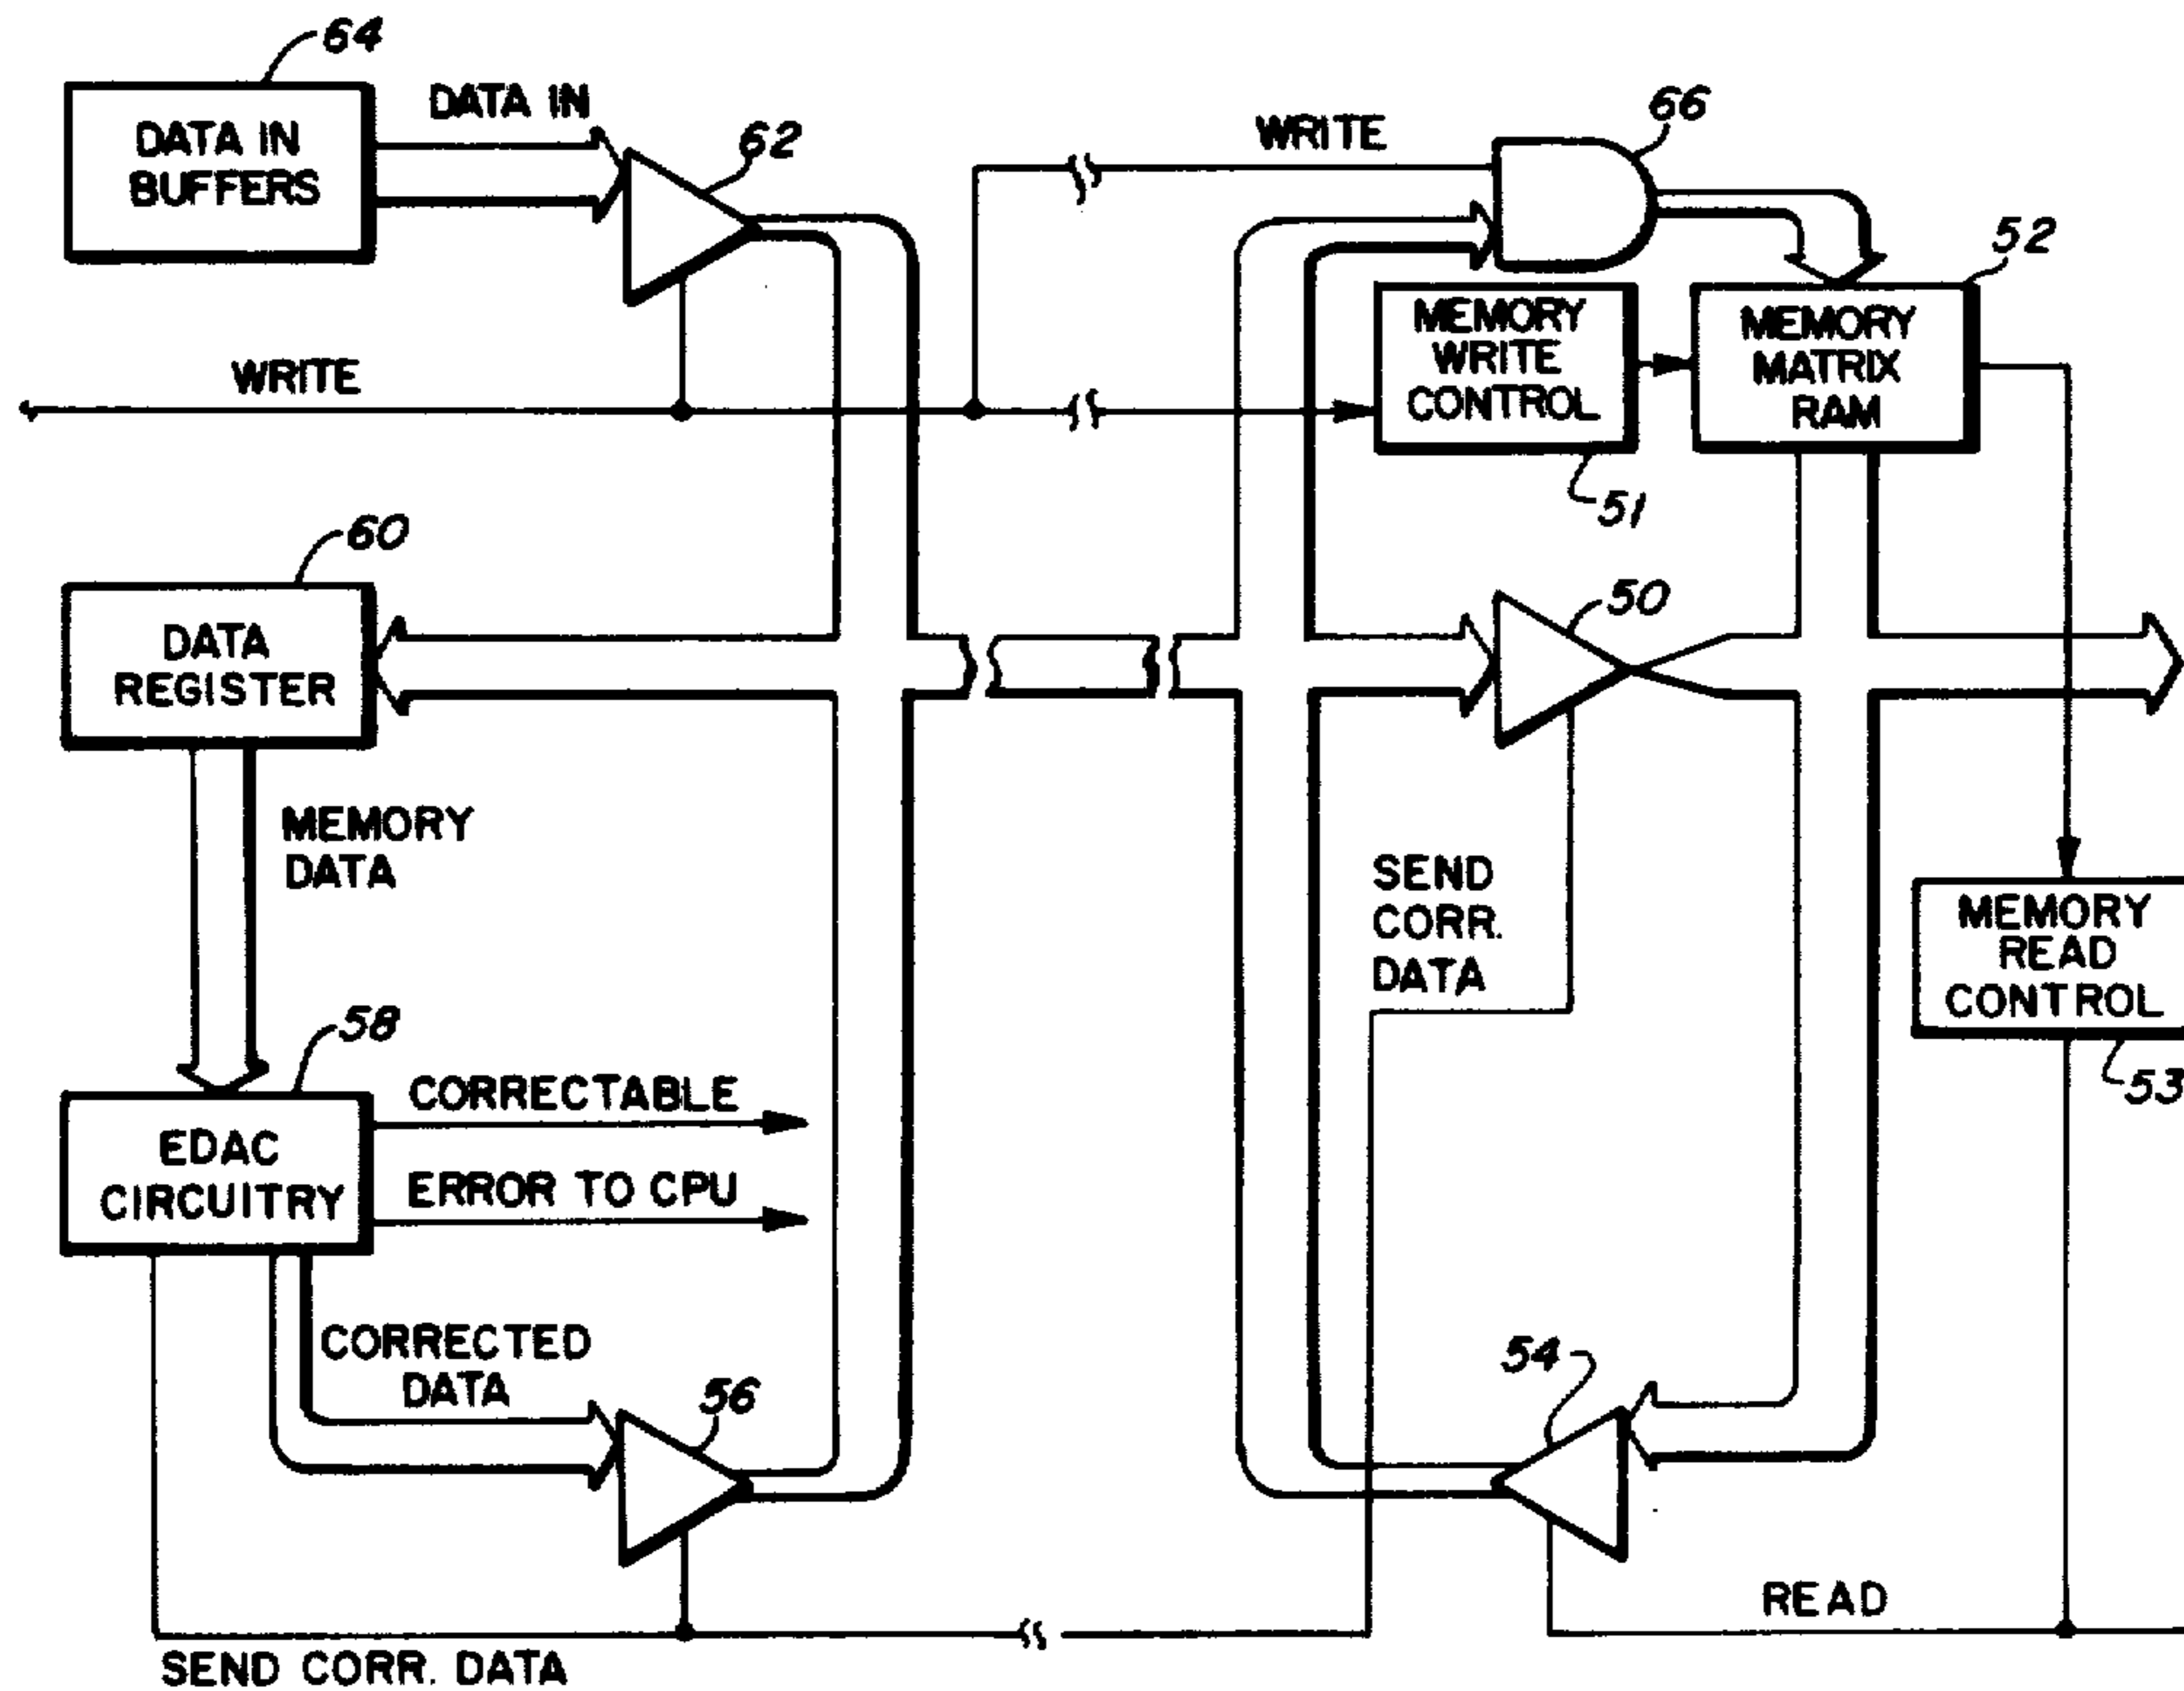 64
DATA IN
BUFFERS
DATA IN
62
WRITE
66
52
MEMORY
WRITE
CONTROL
MEMORY
MATRIX
RAM
WRITE
51
60
DATA
REGISTER
50
MEMORY
DATA
SEND
CORR.
DATA
MEMORY
READ
CONTROL
53
58
EDAC
CIRCUITRY
CORRECTABLE
ERROR TO CPU
CORRECTED
DATA
56
54
READ
SEND CORR. DATA